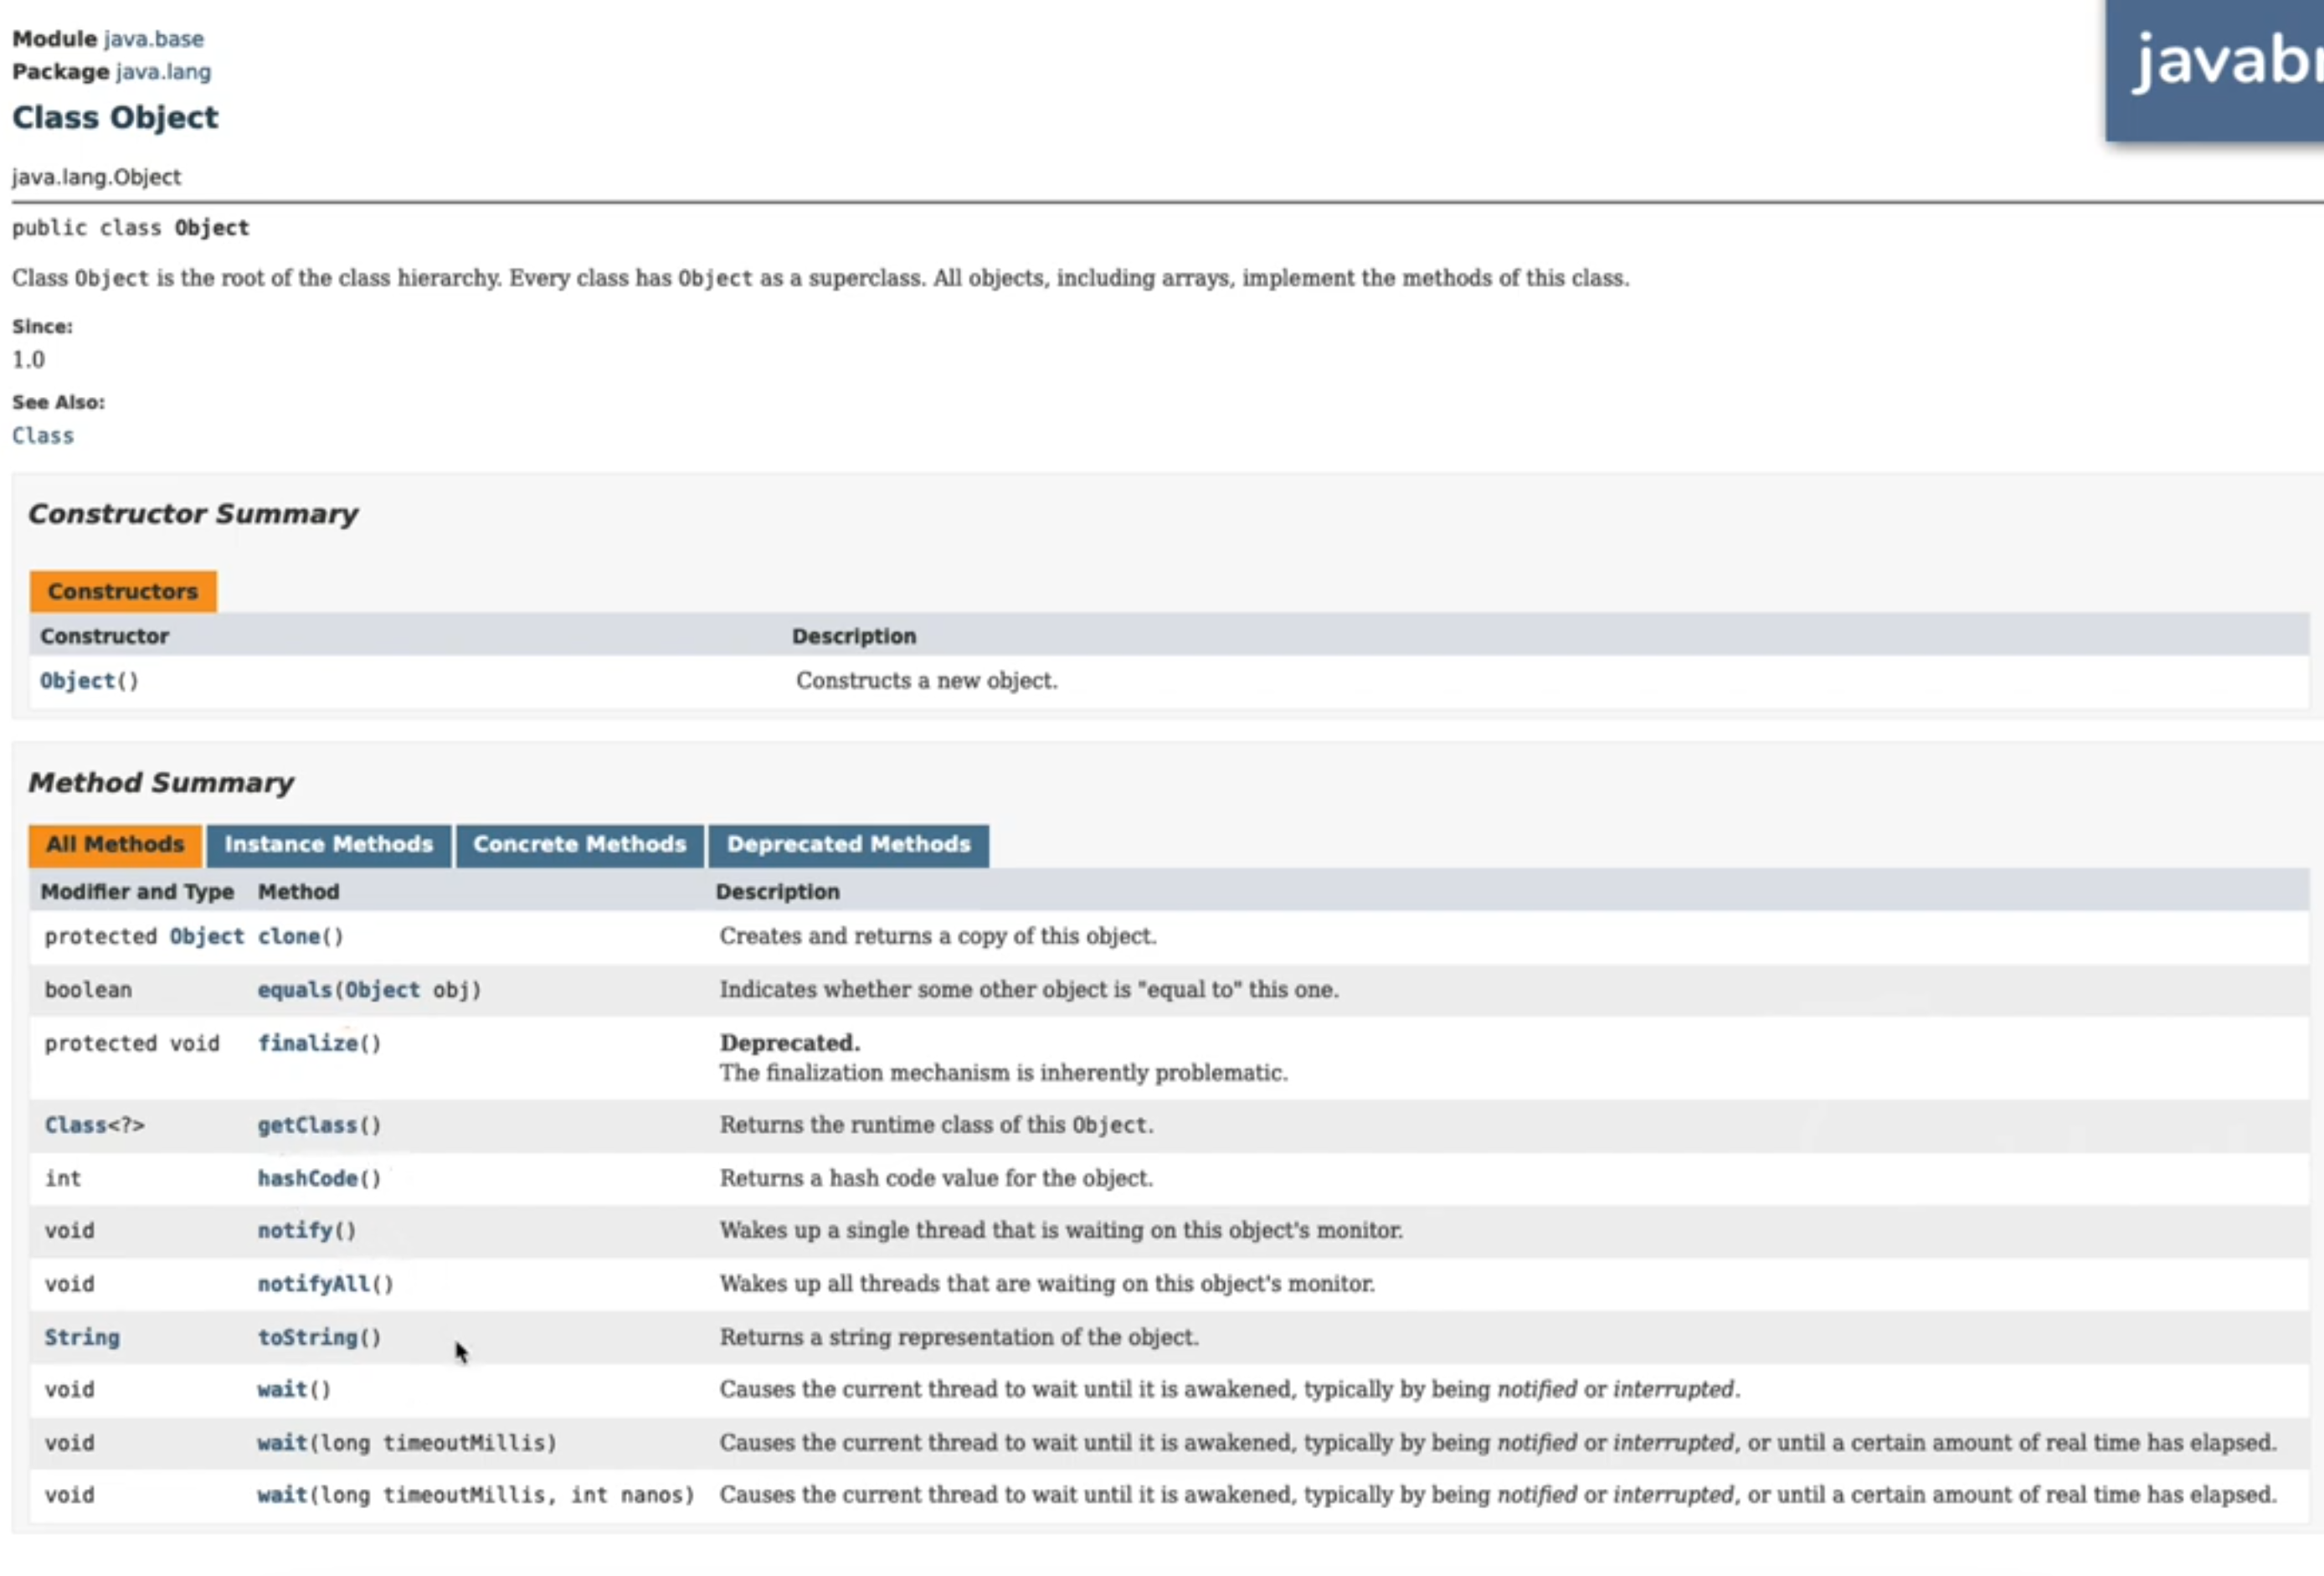 Module java.base
Package java.lang
javab
Class Object
java.lang.Object
public class Object
Class Object is the root of the class hierarchy. Every class has Object as a superclass. All objects, including arrays, implement the methods of this class.
Since:
1.0
See Also:
Class
Constructor Summary
Constructors
Constructor Description
Object() Constructs a new object.
Method Summary
All Methods Instance Methods Concrete Methods Deprecated Methods
Modifier and Type Method Description
protected Object clone() Creates and returns a copy of this object.
boolean equals(Object obj) Indicates whether some other object is "equal to" this one.
protected void finalize() Deprecated.
The finalization mechanism is inherently problematic.
Class<?> getClass() Returns the runtime class of this Object.
int hashCode() Returns a hash code value for the object.
void notify() Wakes up a single thread that is waiting on this object's monitor.
void notifyAll() Wakes up all threads that are waiting on this object's monitor.
String toString() Returns a string representation of the object.
void wait() Causes the current thread to wait until it is awakened, typically by being notified or interrupted.
void wait(long timeoutMillis) Causes the current thread to wait until it is awakened, typically by being notified or interrupted, or until a certain amount of real time has elapsed.
void wait(long timeoutMillis, int nanos) Causes the current thread to wait until it is awakened, typically by being notified or interrupted, or until a certain amount of real time has elapsed.